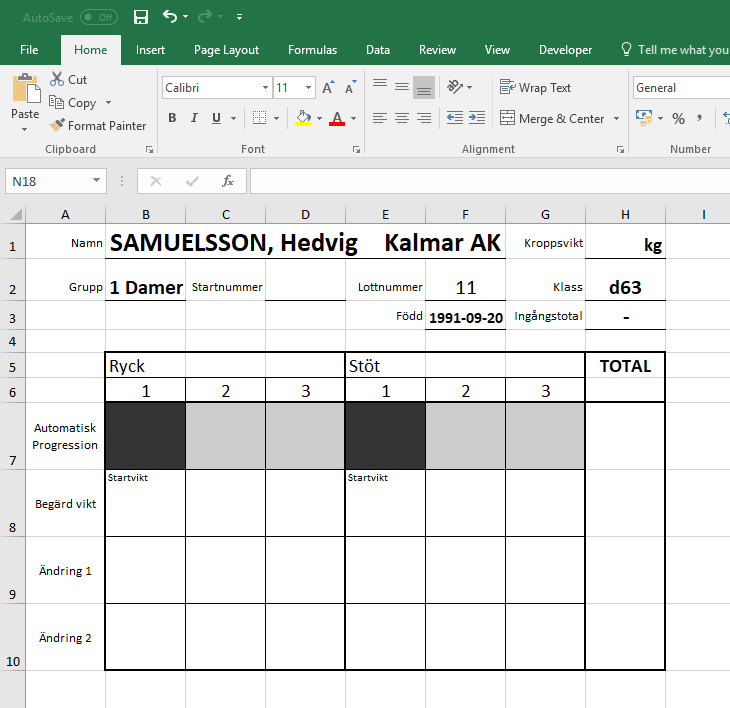 AutoSave Off
File Home Insert Page Layout Formulas Data Review View Developer Tell me what you
Cut
Copy
Format Painter
Paste
Calibri 11 A A
B I U A
Wrap Text
Merge & Center
General
% ,
Clipboard Font Alignment Number
N18 fx
A B C D E F G H I
1 Namn SAMUELSSON, Hedvig Kalmar AK Kroppsvikt kg
2 Grupp 1 Damer Startnummer Lottnummer 11 Klass d63
3 Född 1991-09-20 Ingångstotal -
4
5 Ryck Stöt TOTAL
6 1 2 3 1 2 3
Automatisk
Progression
7
Startvikt Startvikt
Begärd vikt
8
Ändring 1
9
Ändring 2
10